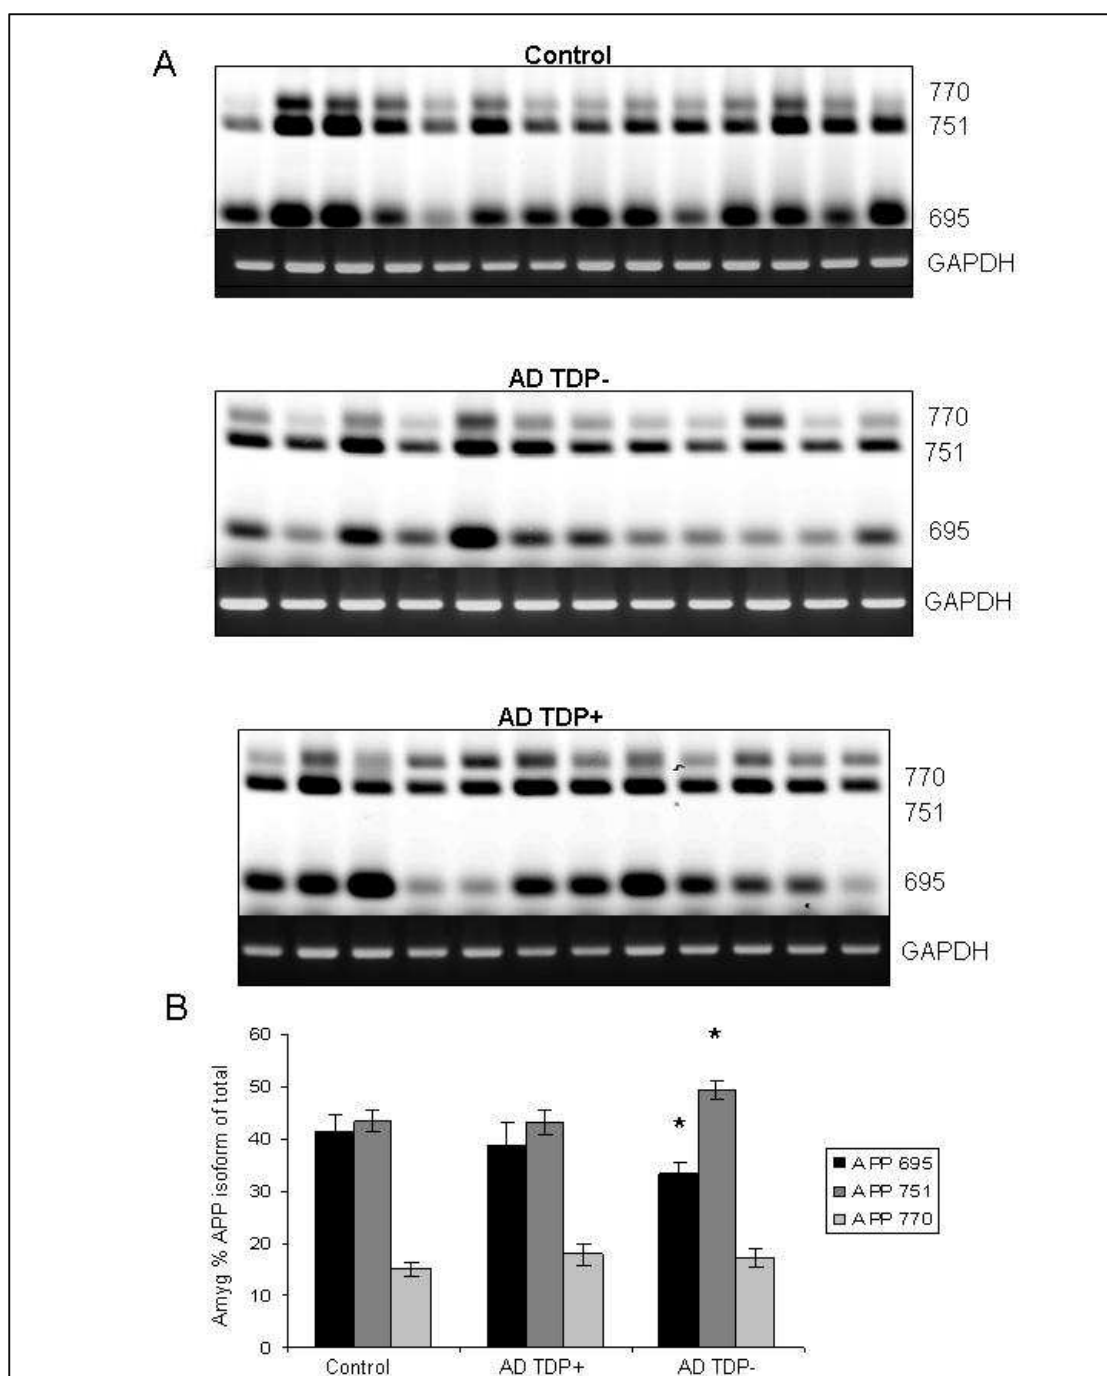 A
Control
770
751
695
GAPDH
AD TDP-
770
751
695
GAPDH
AD TDP+
770
751
695
GAPDH
B
Amyg % APP isoform of total
60
50
40
30
20
10
0
*
*
Control
AD TDP+
AD TDP-
APP 695
APP 751
APP 770